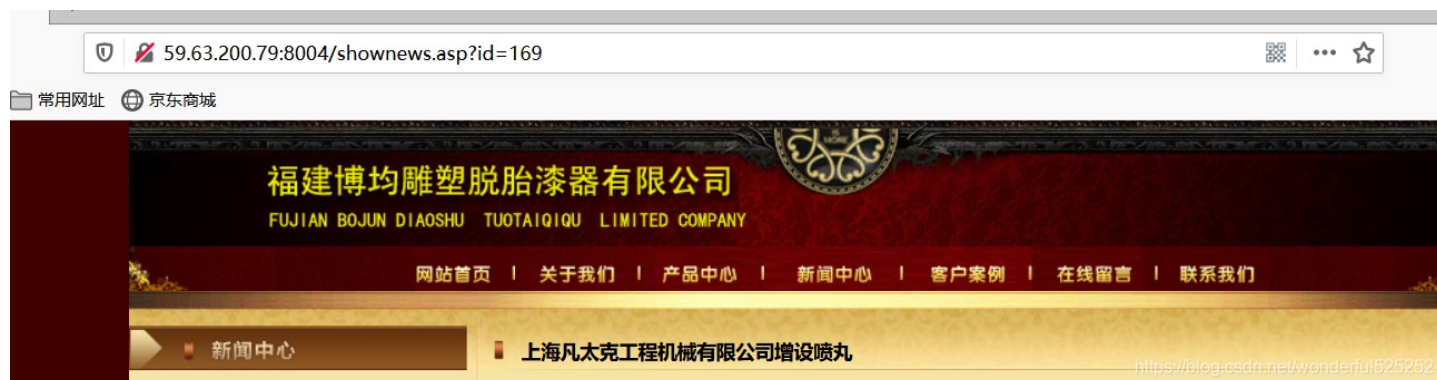 59.63.200.79:8004/shownews.asp?id=169
常用网址 京东商城
MORE
福建博均雕塑脱胎漆器有限公司
FUJIAN BOJUN DIAOSHU TUOTAIQIQU LIMITED COMPANY
网站首页 | 关于我们 | 产品中心 | 新闻中心 | 客户案例 | 在线留言 | 联系我们
新闻中心 上海凡太克工程机械有限公司增设喷丸
https://blog.csdn.net/wonderful525252